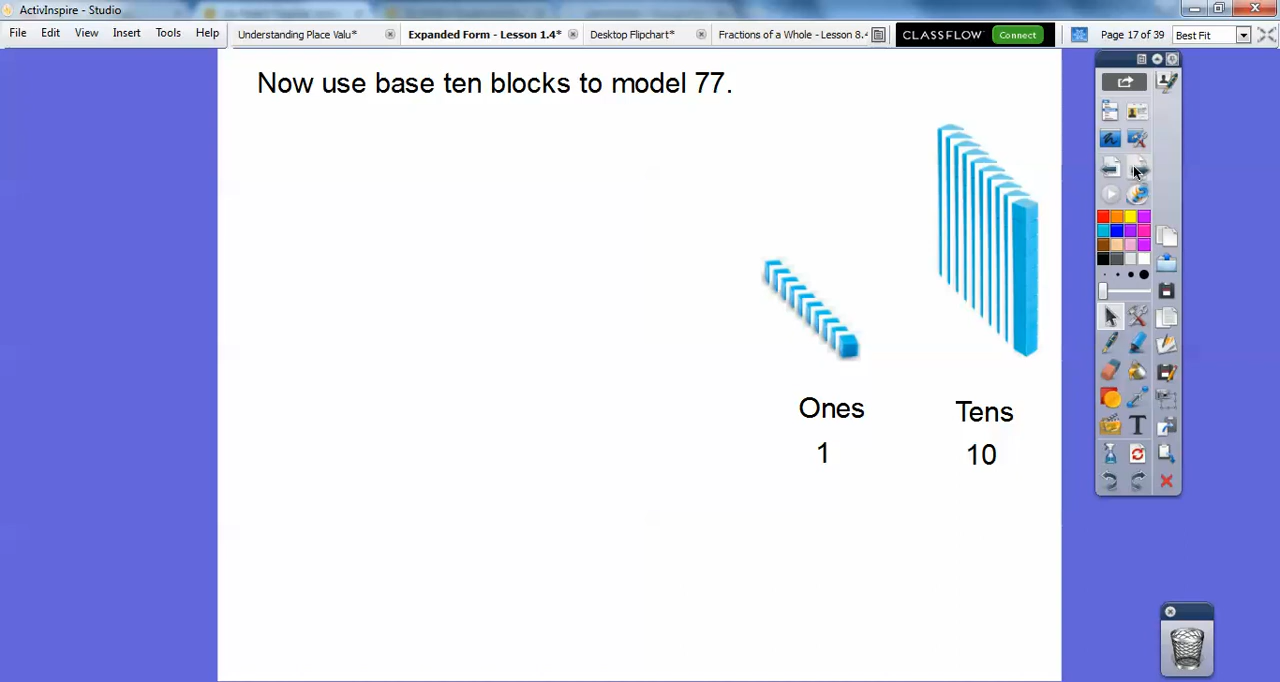 ActivInspire - Studio
File Edit View Insert Tools Help
Understanding Place Valu*
Expanded Form - Lesson 1.4*
Desktop Flipchart*
Fractions of a Whole - Lesson 8.4
CLASSFLOW Connect
Page 17 of 39
Best Fit
Now use base ten blocks to model 77.
Ones Tens
1 10
T